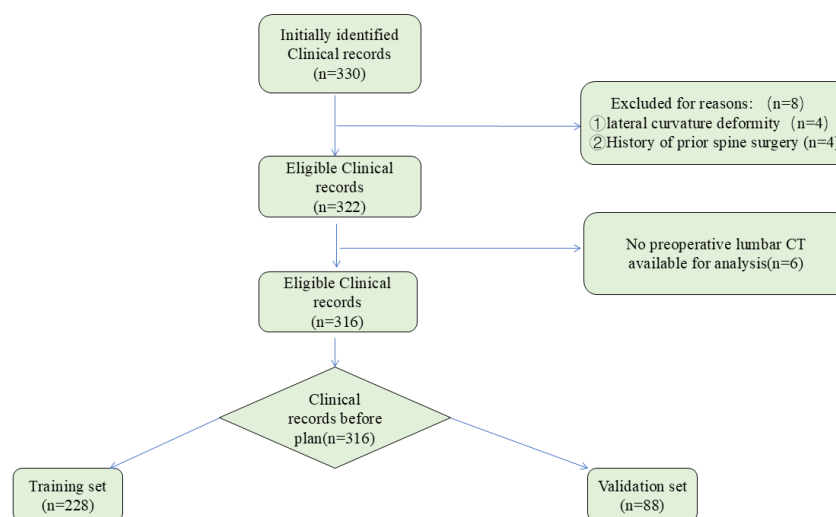 Initially identified
Clinical records
(n=330)
Excluded for reasons: （n=8）
①lateral curvature deformity（n=4）
②History of prior spine surgery (n=4)
Eligible Clinical
records
(n=322)
No preoperative lumbar CT
available for analysis(n=6)
Eligible Clinical
records
(n=316)
Clinical
records before
plan(n=316)
Training set
(n=228)
Validation set
(n=88)